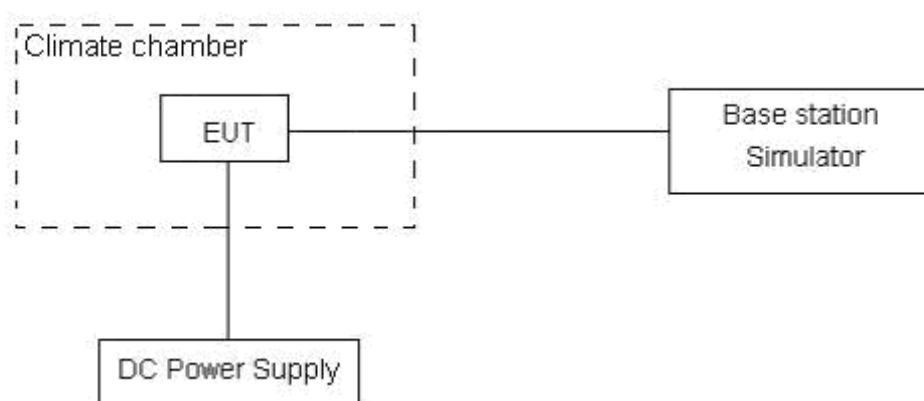 Climate chamber
EUT
Base station
Simulator
DC Power Supply